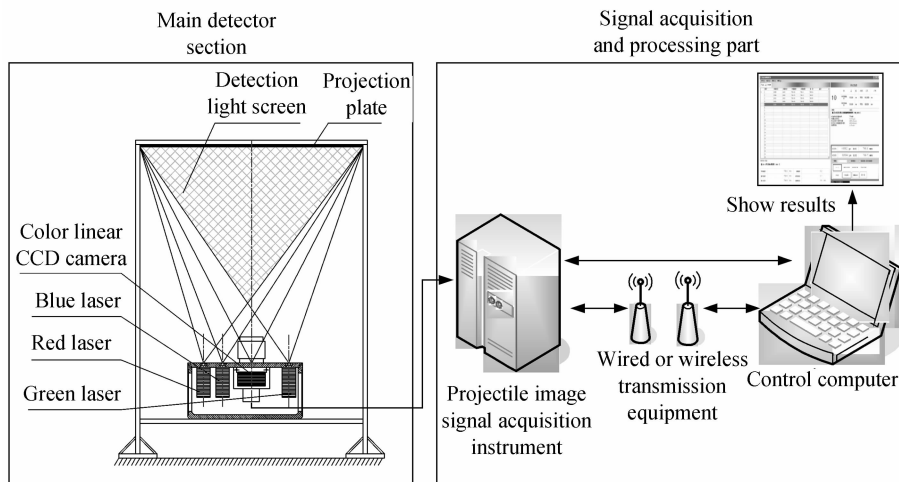 Main detector
section
Signal acquisition
and processing part
Detection
light screen
Projection
plate
Color linear
CCD camera
Blue laser
Red laser
Green laser
Show results
Projectile image
signal acquisition
instrument
Wired or wireless
transmission
equipment
Control computer